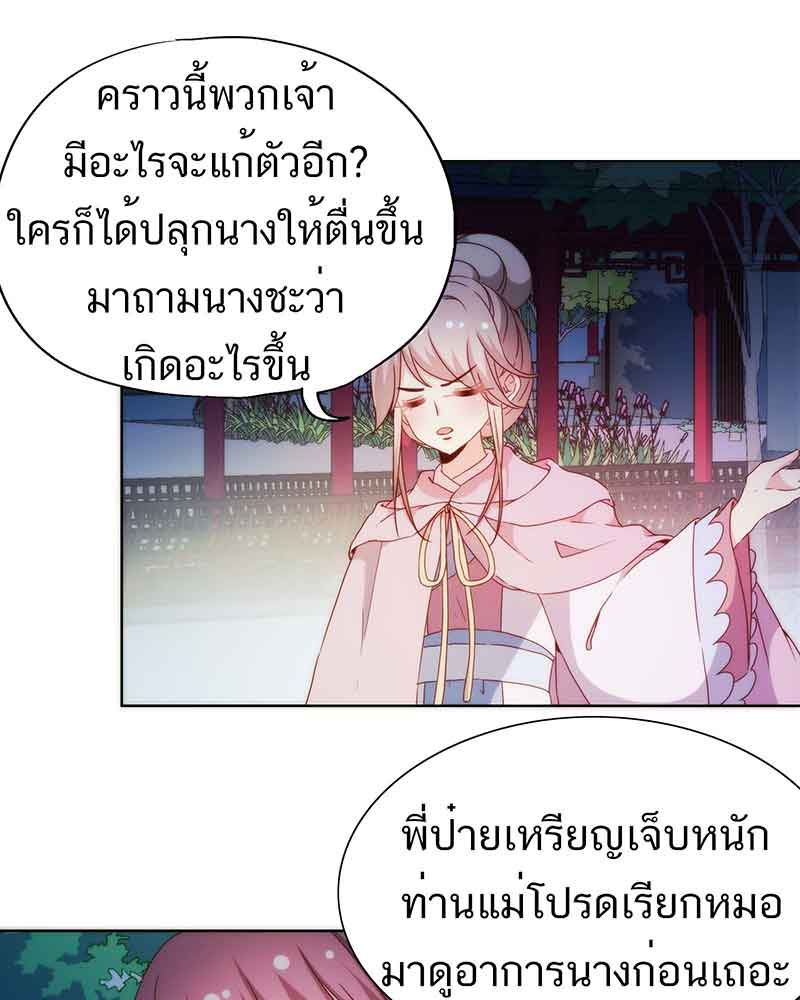 คราวนี้พวกเจ้า
มีอะไรจะแก้ตัวอีก?
ใครก็ได้ปลุกนางให้ตื่นขึ้น
มาถามนางชะว่า
เกิดอะไรขึ้น
พี่ป๋ายเหรียญเจ็บหนัก
ท่านแม่โปรดเรียกหมอ
มาดูอาการนางก่อนเถอะ